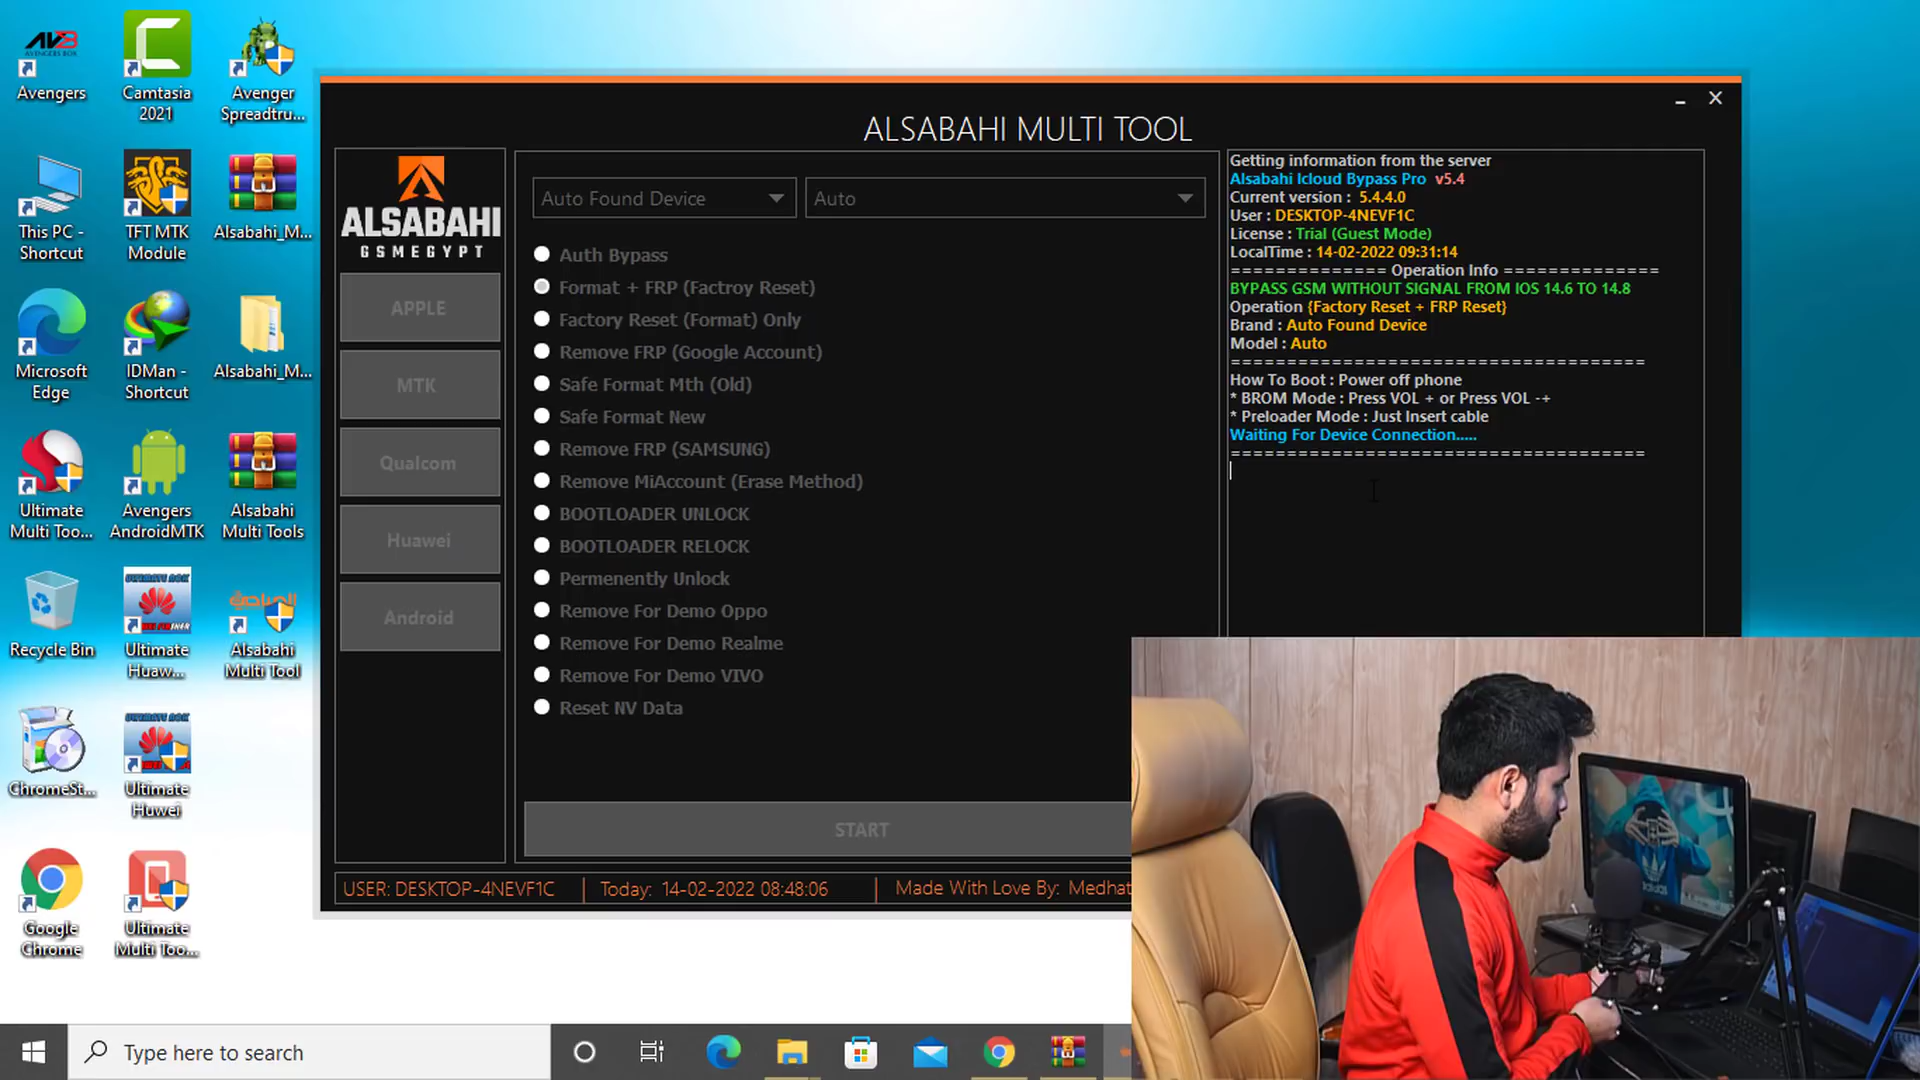 AVB
AVENGERS BOX
Avengers
Camtasia
2021
Avenger
Spreadtru...
This PC -
Shortcut
TFT MTK
Module
Alsabahi_M...
Microsoft
Edge
IDMan -
Shortcut
Alsabahi_M...
Ultimate
Multi Too...
Avengers
AndroidMTK
Alsabahi
Multi Tools
Recycle Bin
Ultimate
Huaw...
Alsabahi
Multi Tool
ChromeSt...
Ultimate
Huwei
Google
Chrome
Ultimate
Multi Too...
ALSABAHI MULTI TOOL
ALSABAHI
GSMEGYPT
APPLE
MTK
Qualcom
Huawei
Android
Auto Found Device
Auto
Auth Bypass
Format + FRP (Factroy Reset)
Factory Reset (Format) Only
Remove FRP (Google Account)
Safe Format Mth (Old)
Safe Format New
Remove FRP (SAMSUNG)
Remove MiAccount (Erase Method)
BOOTLOADER UNLOCK
BOOTLOADER RELOCK
Permenently Unlock
Remove For Demo Oppo
Remove For Demo Realme
Remove For Demo VIVO
Reset NV Data
START
Getting information from the server
Alsabahi Icloud Bypass Pro v5.4
Current version : 5.4.4.0
User : DESKTOP-4NEVF1C
License : Trial (Guest Mode)
LocalTime : 14-02-2022 09:31:14
============== Operation Info ==============
BYPASS GSM WITHOUT SIGNAL FROM IOS 14.6 TO 14.8
Operation {Factory Reset + FRP Reset}
Brand : Auto Found Device
Model : Auto
=====================================
How To Boot : Power off phone
* BROM Mode : Press VOL + or Press VOL -+
* Preloader Mode : Just Insert cable
Waiting For Device Connection.....
=====================================
USER: DESKTOP-4NEVF1C | Today: 14-02-2022 08:48:06 | Made With Love By: Medhat
Type here to search